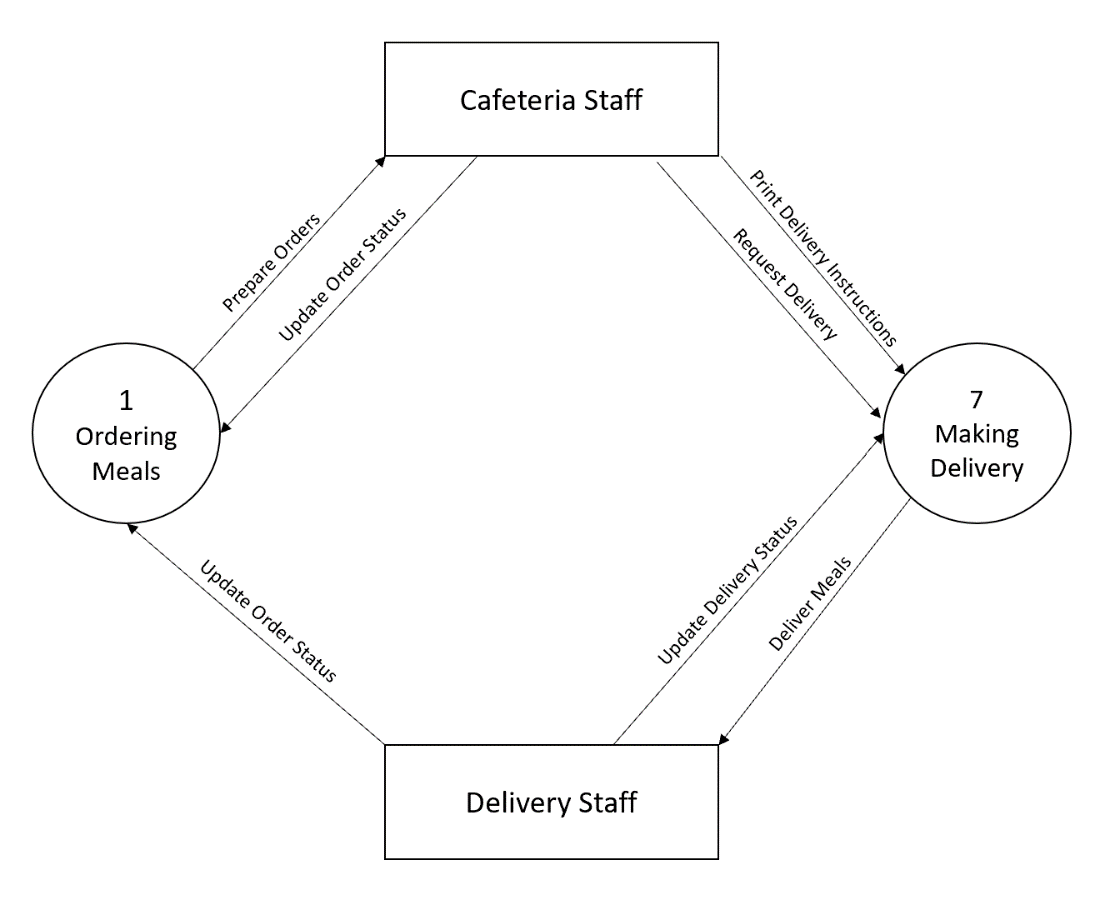 Cafeteria Staff
Prepare Orders
Update Order Status
Print Delivery Instructions
Request Delivery
1
Ordering
Meals
7
Making
Delivery
Update Order Status
Update Delivery Status
Deliver Meals
Delivery Staff